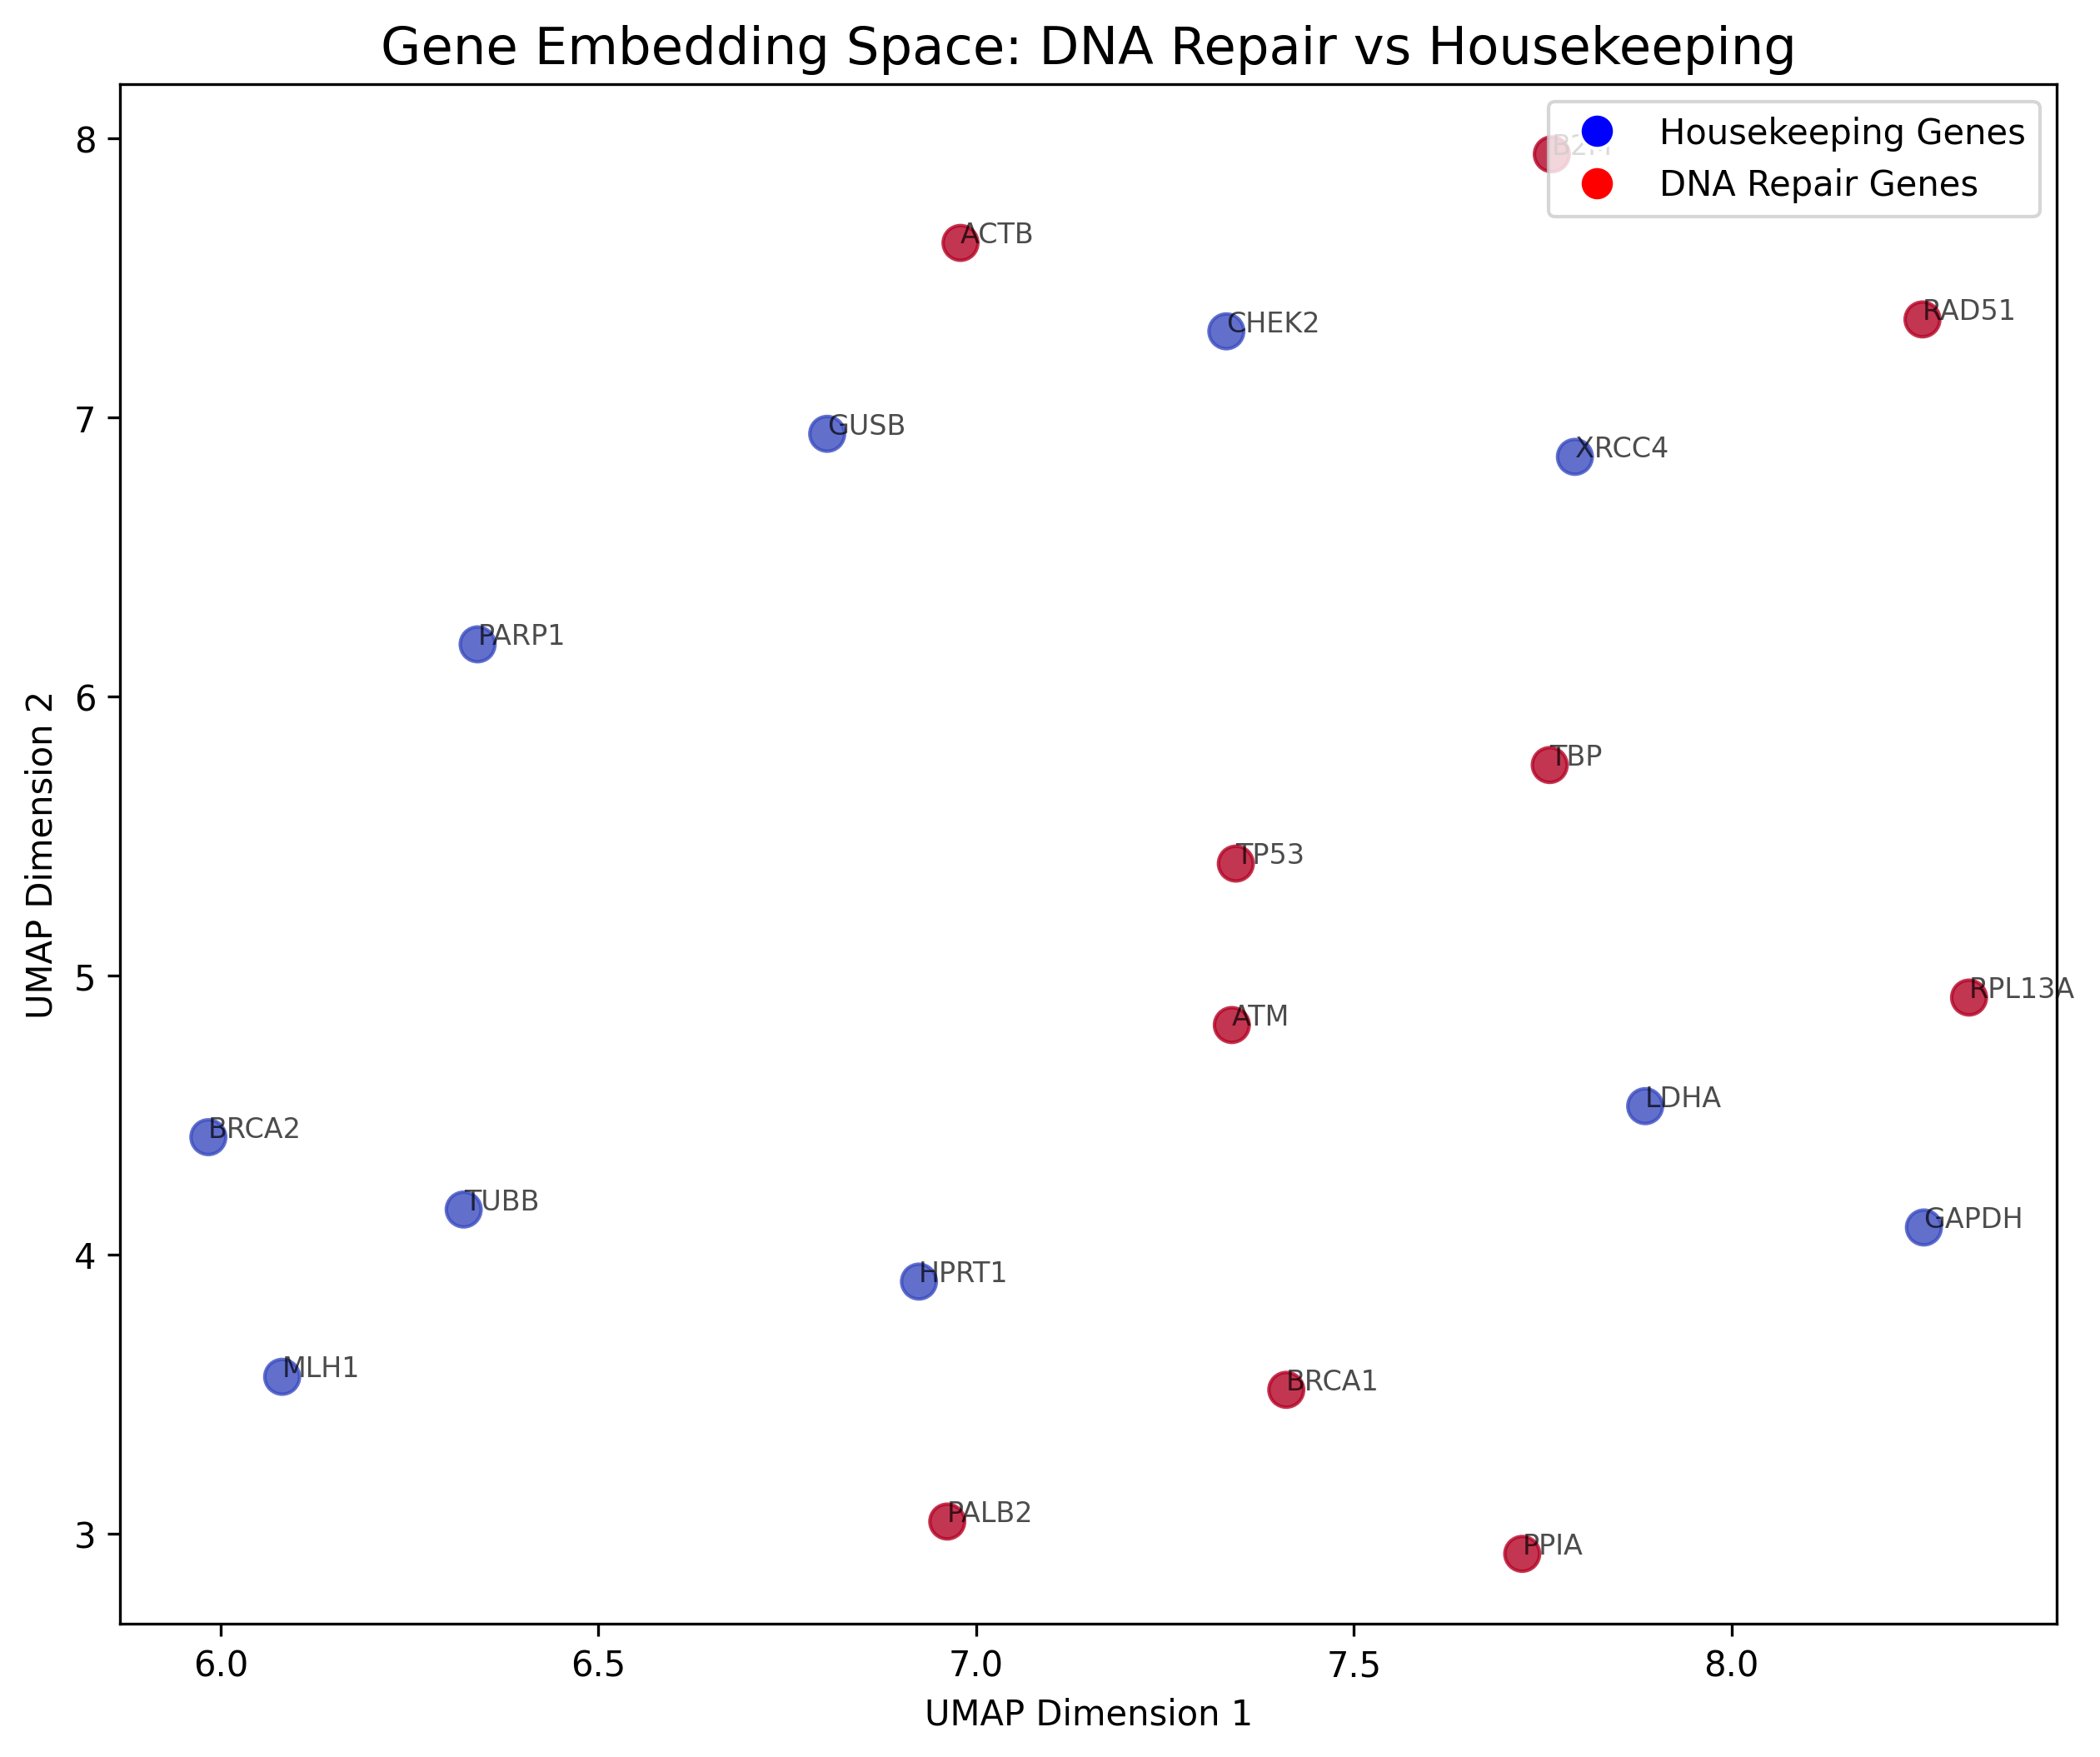 Gene Embedding Space: DNA Repair vs Housekeeping
8
7
6
5
4
3
UMAP Dimension 2
Housekeeping Genes
DNA Repair Genes
B2M
ACTB
RAD51
CHEK2
GUSB
XRCC4
PARP1
TBP
TP53
RPL13A
ATM
LDHA
BRCA2
TUBB
GAPDH
HPRT1
MLH1
BRCA1
PALB2
PPIA
6.0
6.5
7.0
7.5
8.0
UMAP Dimension 1